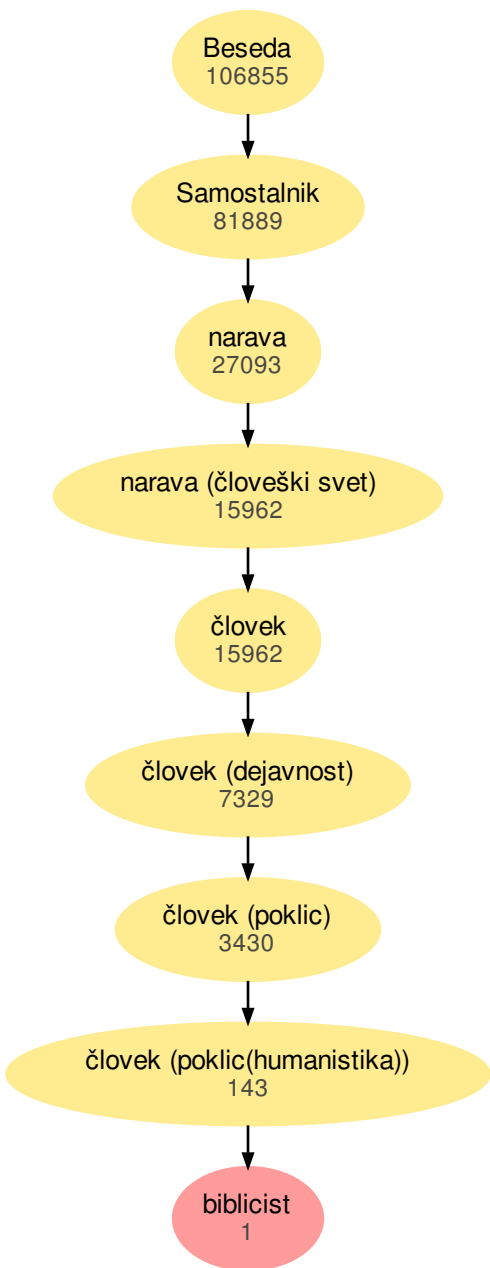 Beseda
106855
Samostalnik
81889
narava
27093
narava (človeški svet)
15962
človek
15962
človek (dejavnost)
7329
človek (poklic)
3430
človek (poklic(humanistika))
143
biblicist
1